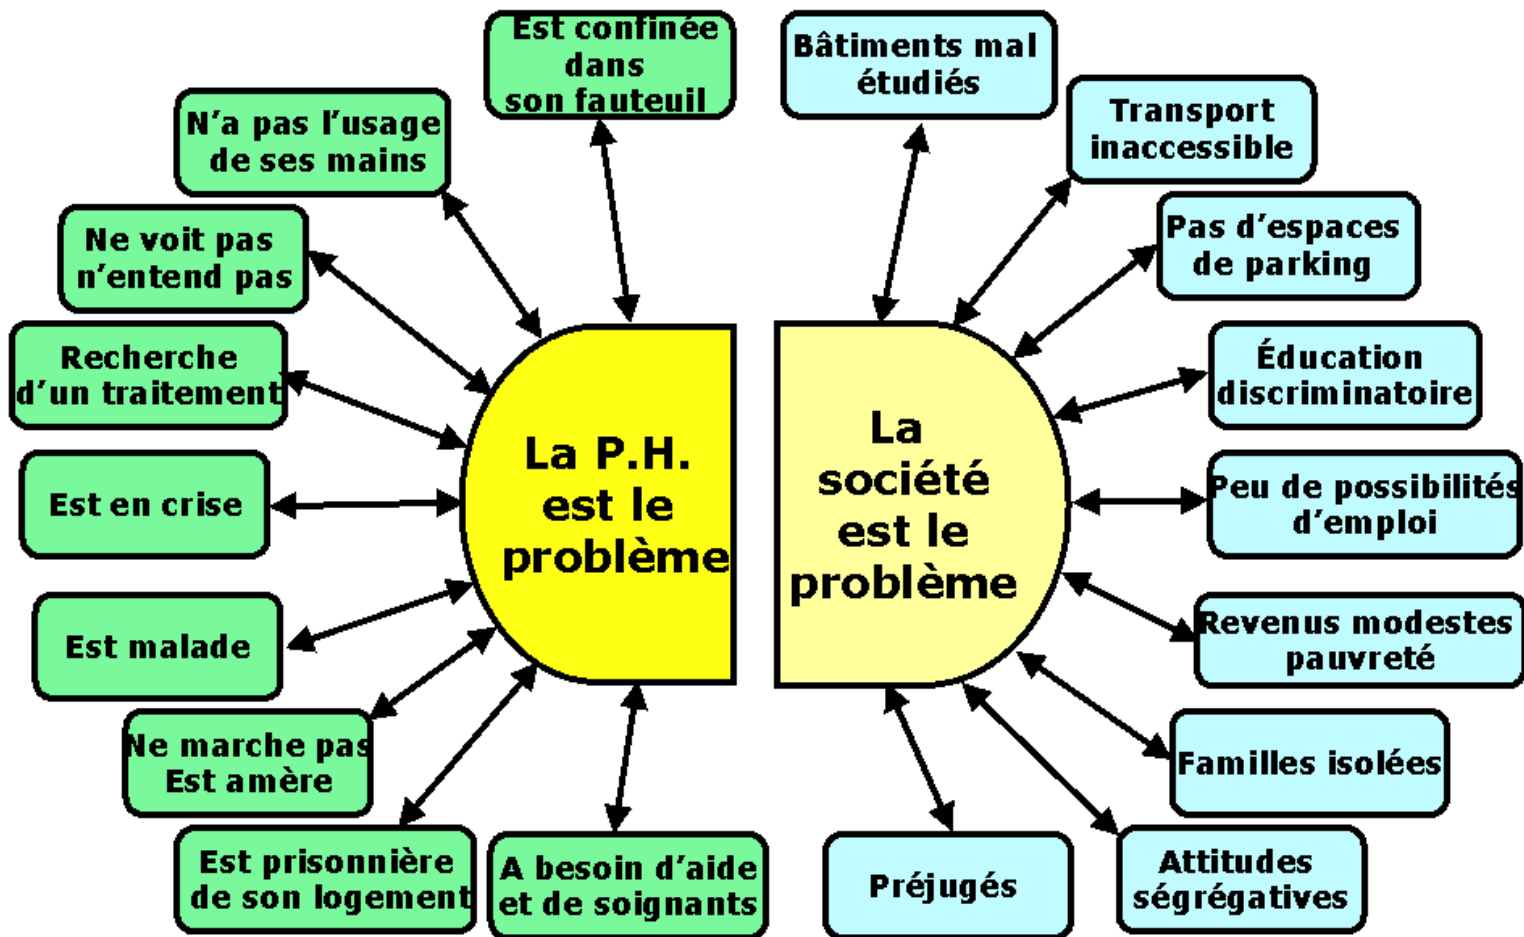 Est confinée
dans
son fauteuil
N'a pas l'usage
de ses mains
Ne voit pas
n'entend pas
Recherche
d'un traitement
Est en crise
Est malade
Ne marche pas
Est amère
Est prisonnière
de son logement
A besoin d'aide
et de soignants
La P.H.
est le
problème
La
société
est le
problème
Bâtiments mal
étudiés
Transport
inaccessible
Pas d'espaces
de parking
Éducation
discriminatoire
Peu de possibilités
d'emploi
Revenus modestes
pauvreté
Familles isolées
Attitudes
ségrégatives
Préjugés